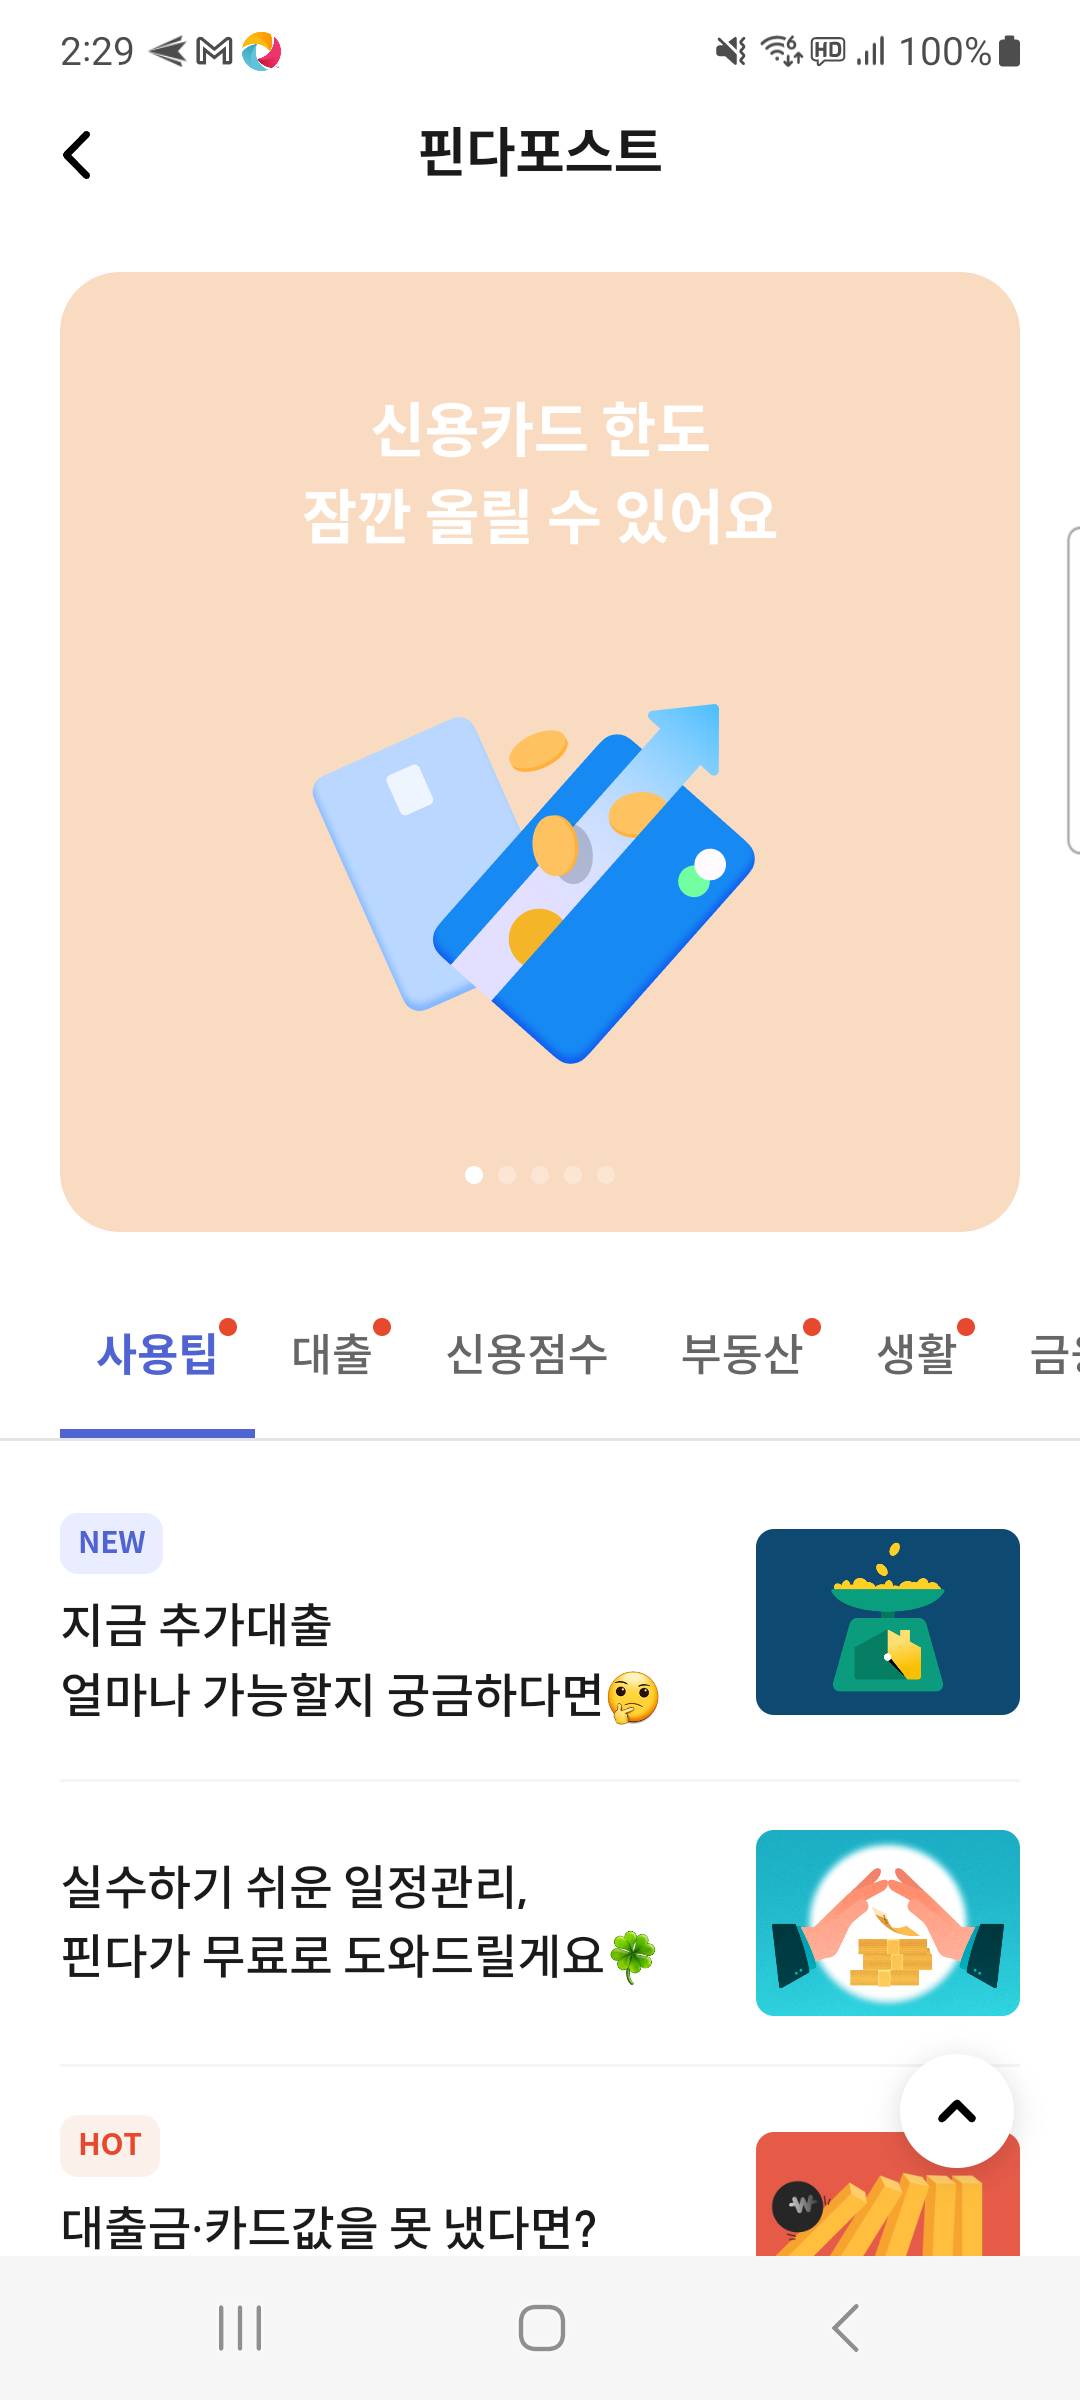 2:29
HD
100%
핀다포스트
신용카드 한도
잠깐 올릴 수 있어요
사용팁 대출 신용점수 부동산 생활
NEW
지금 추가대출
얼마나 가능할지 궁금하다면🤔
실수하기 쉬운 일정관리,
핀다가 무료로 도와드릴게요🍀
HOT
대출금·카드값을 못 냈다면?